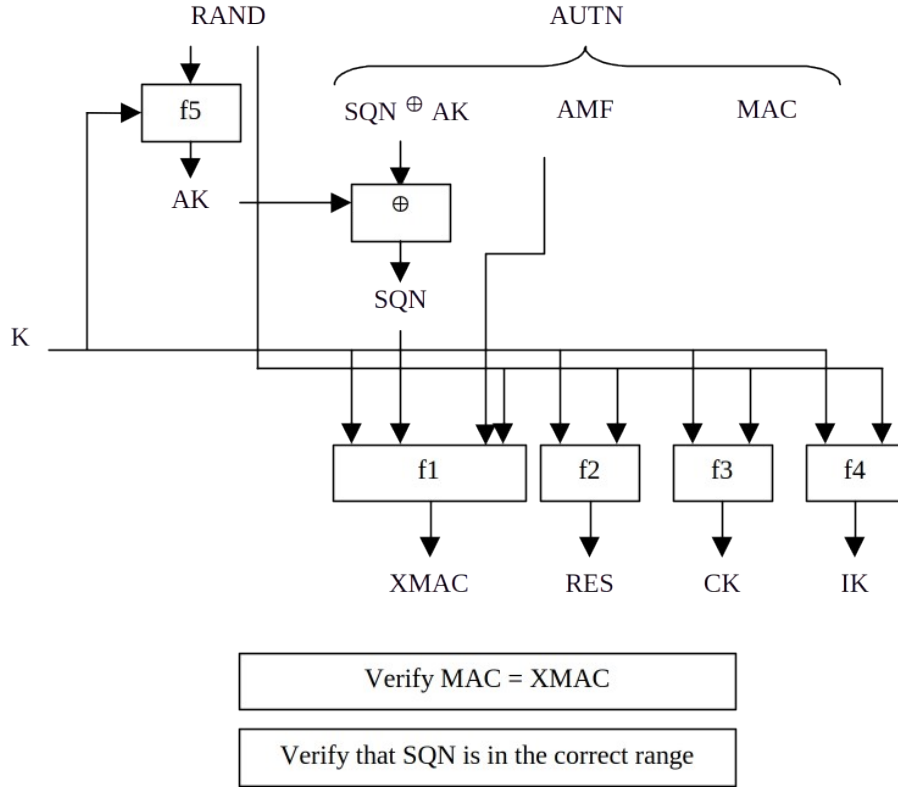 RAND AUTN
f5 SQN ⊕ AK AMF MAC
AK ⊕
SQN
K
f1 f2 f3 f4
XMAC RES CK IK
Verify MAC = XMAC
Verify that SQN is in the correct range